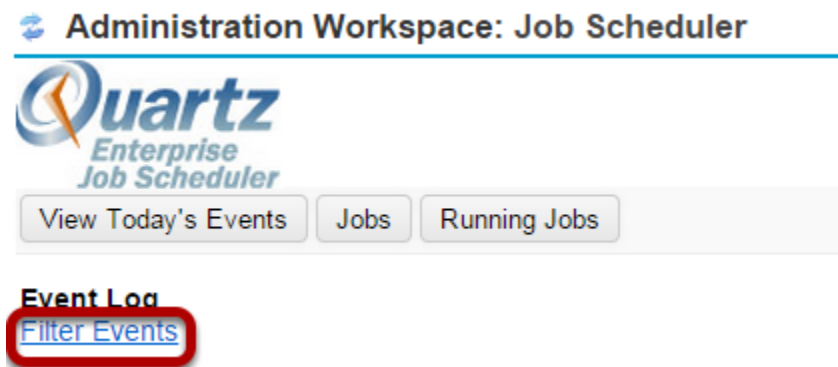 Administration Workspace: Job Scheduler
Quartz
Enterprise
Job Scheduler
View Today's Events Jobs Running Jobs
Event Log
Filter Events